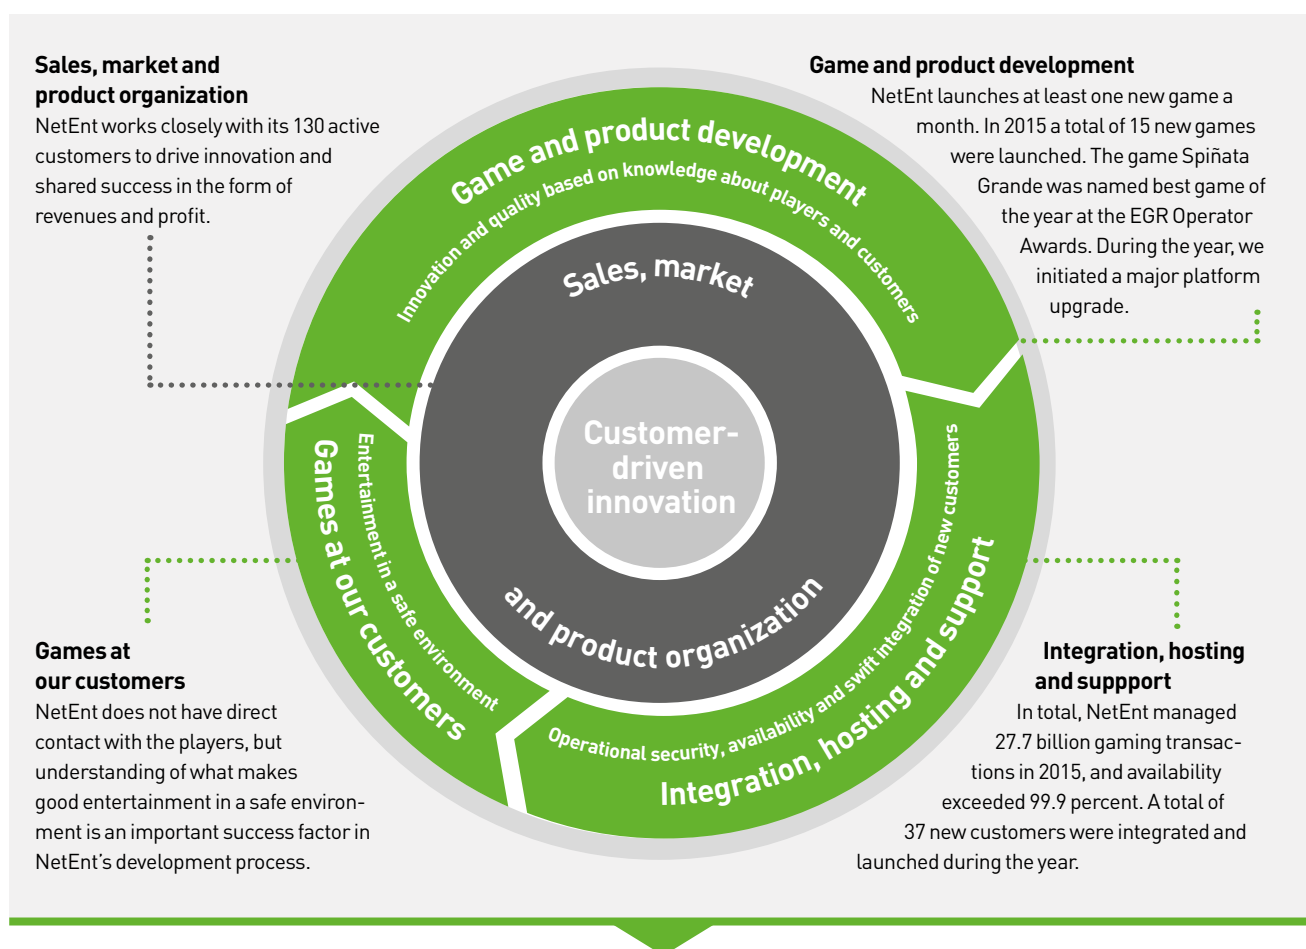 Sales, market and
product organization
NetEnt works closely with its 130 active
customers to drive innovation and
shared success in the form of
revenues and profit.
Game and product development
NetEnt launches at least one new game a
month. In 2015 a total of 15 new games
were launched. The game Spiñata
Grande was named best game of
the year at the EGR Operator
Awards. During the year, we
initiated a major platform
upgrade.
Game and product development
Innovation and quality based on knowledge about players and customers
Sales, market
and product organization
Customer-
driven
innovation
Games at our customers
Entertainment in a safe environment
Operational security, availability and swift integration of new customers
Integration, hosting and support
Games at
our customers
NetEnt does not have direct
contact with the players, but
understanding of what makes
good entertainment in a safe environ-
ment is an important success factor in
NetEnt’s development process.
Integration, hosting
and suppport
In total, NetEnt managed
27.7 billion gaming transac-
tions in 2015, and availability
exceeded 99.9 percent. A total of
37 new customers were integrated and
launched during the year.